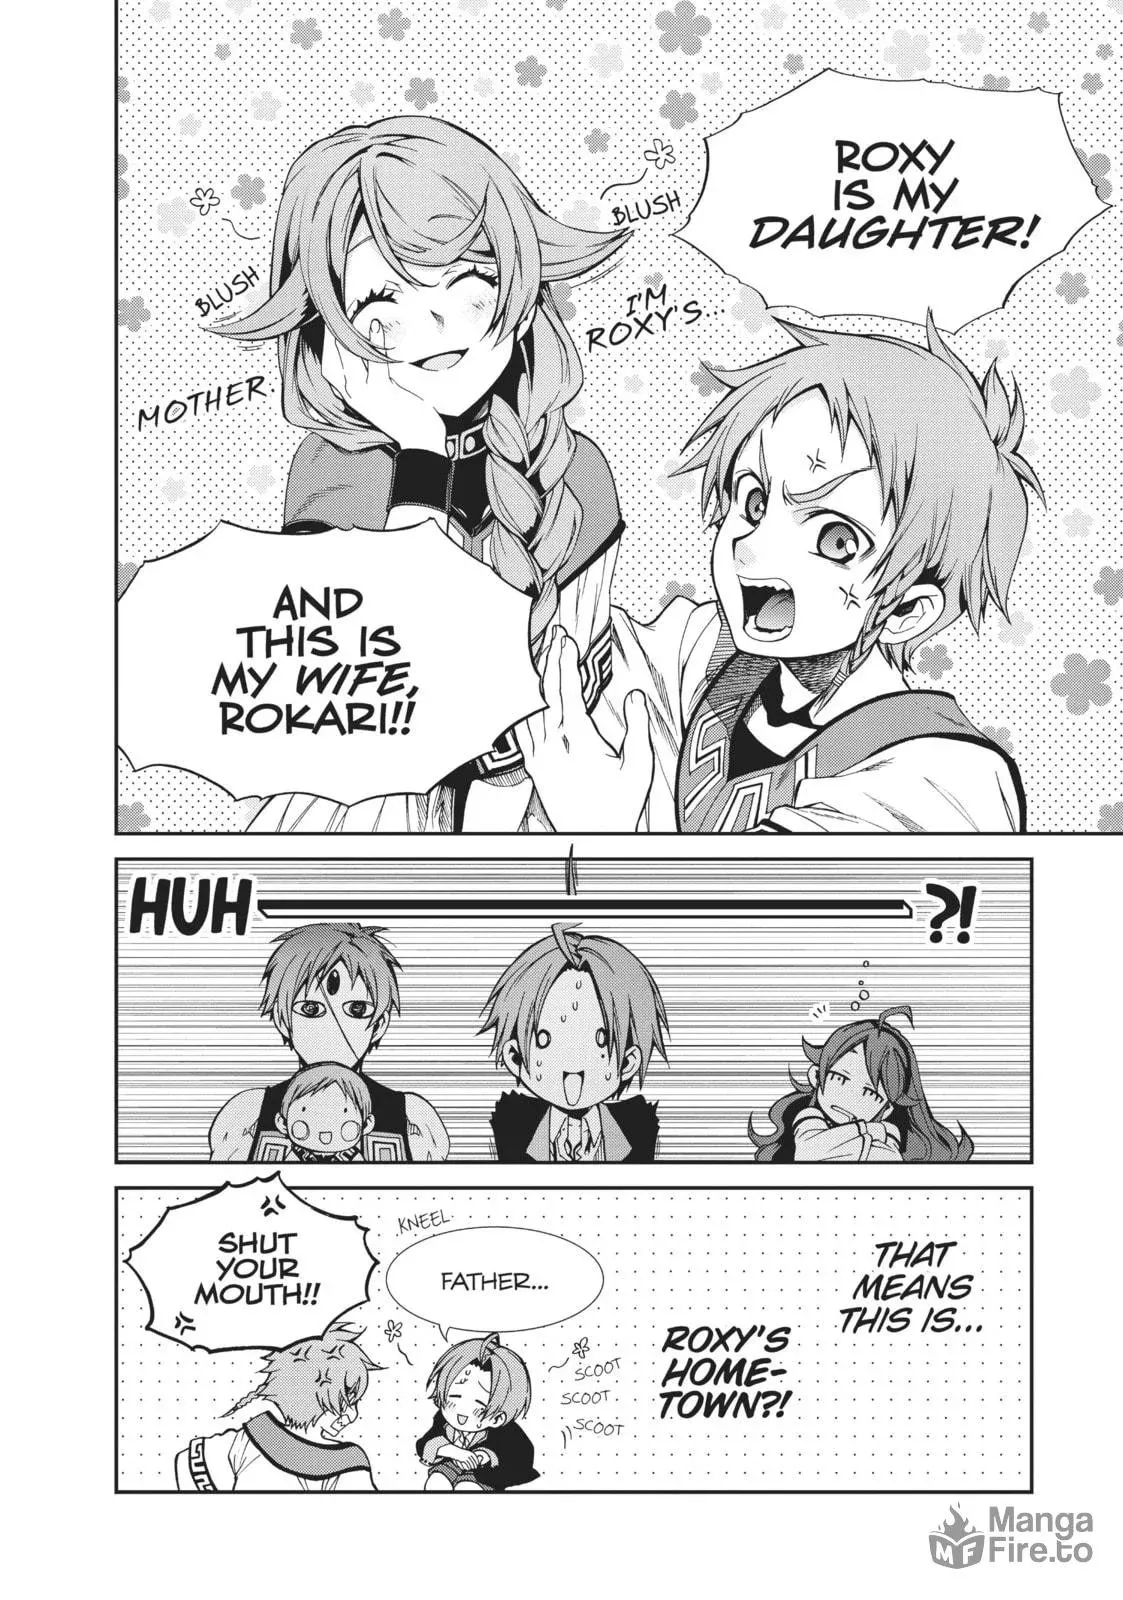 ROXY
IS MY
DAUGHTER!
BLUSH
I'M
ROXY'S...
BLUSH
MOTHER.
AND
THIS IS
MY WIFE,
ROKARI!!
HUH ?!
THAT
MEANS
THIS IS...
ROXY'S
HOME-
TOWN?!
KNEEL
FATHER...
SCOOT
SCOOT
SCOOT
SHUT
YOUR
MOUTH!!
Manga
Fire.to
MF